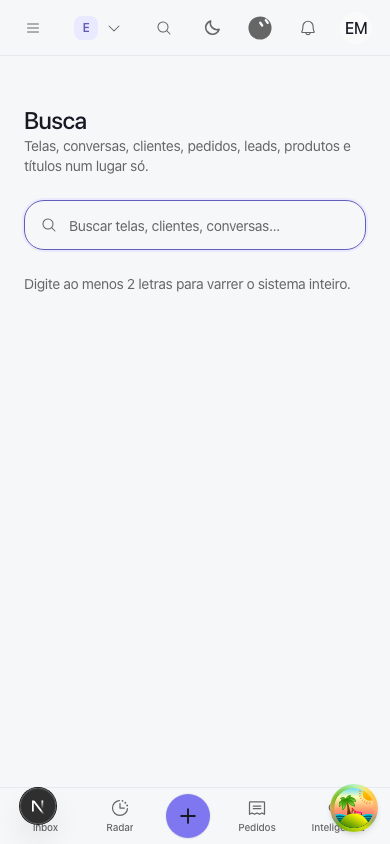 E
EM
Busca
Telas, conversas, clientes, pedidos, leads, produtos e
títulos num lugar só.
Buscar telas, clientes, conversas...
Digite ao menos 2 letras para varrer o sistema inteiro.
N
Inbox
Radar
Pedidos